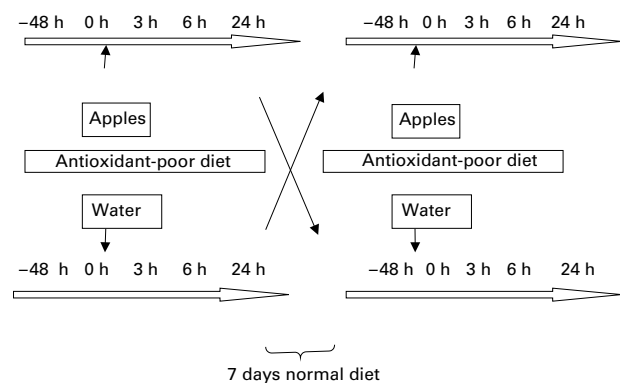 −48 h 0 h 3 h 6 h 24 h
−48 h 0 h 3 h 6 h 24 h
Apples
Apples
Antioxidant-poor diet
Antioxidant-poor diet
Water
Water
−48 h 0 h 3 h 6 h 24 h
−48 h 0 h 3 h 6 h 24 h
7 days normal diet